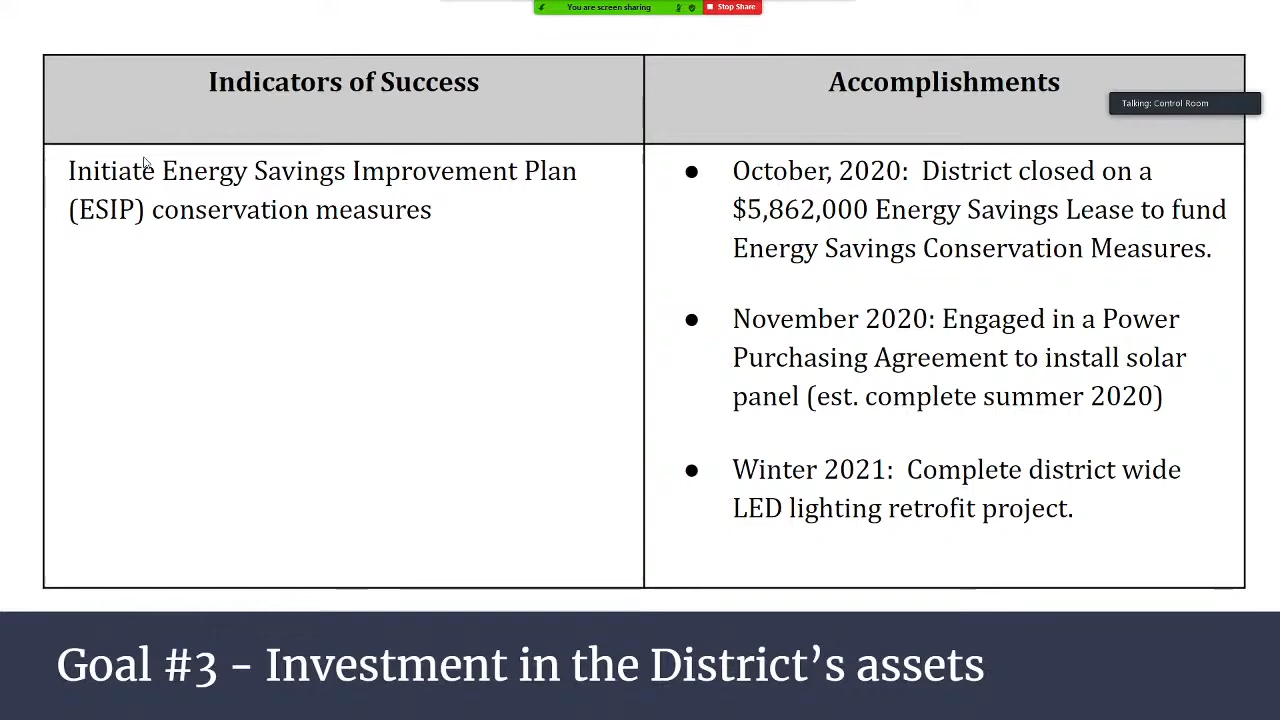 You are screen sharing
Stop Share
Indicators of Success
Accomplishments
Talking: Control Room
Initiate Energy Savings Improvement Plan
(ESIP) conservation measures
● October, 2020: District closed on a
$5,862,000 Energy Savings Lease to fund
Energy Savings Conservation Measures.
● November 2020: Engaged in a Power
Purchasing Agreement to install solar
panel (est. complete summer 2020)
● Winter 2021: Complete district wide
LED lighting retrofit project.
Goal #3 - Investment in the District’s assets